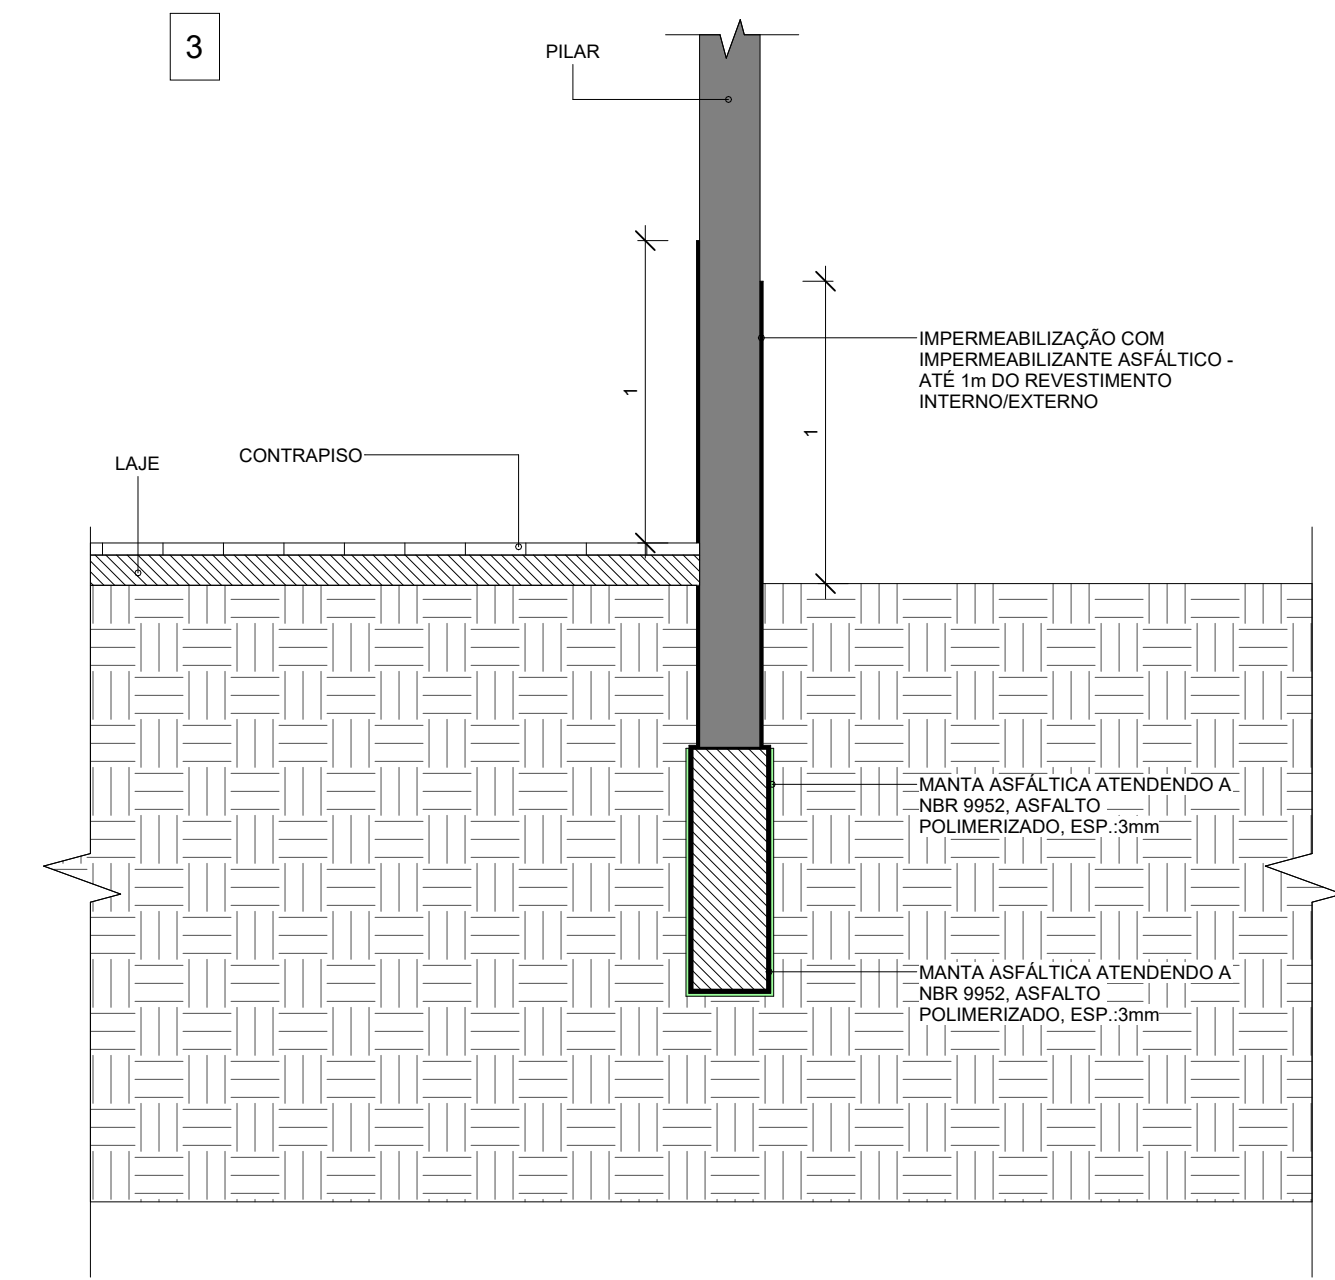 3
PILAR
IMPERMEABILIZAÇÃO COM
IMPERMEABILIZANTE ASFÁLTICO -
ATÉ 1m DO REVESTIMENTO
INTERNO/EXTERNO
1
1
CONTRAPISO
LAJE
MANTA ASFÁLTICA ATENDENDO A
NBR 9952, ASFALTO
POLIMERIZADO, ESP.:3mm
MANTA ASFÁLTICA ATENDENDO A
NBR 9952, ASFALTO
POLIMERIZADO, ESP.:3mm